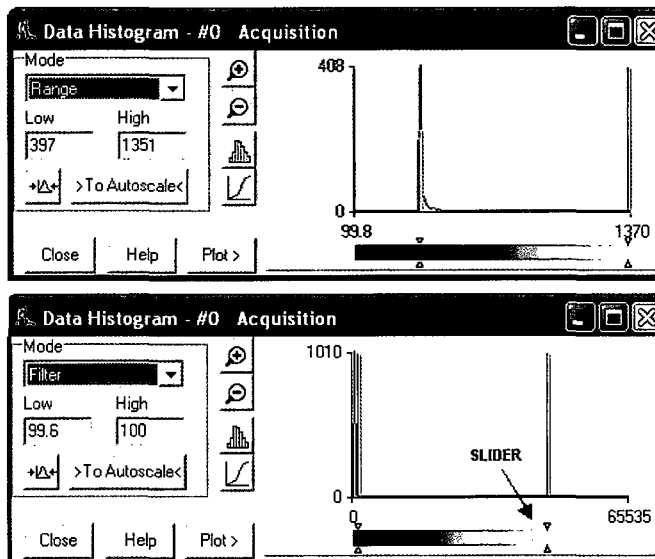 Data Histogram - #0 Acquisition
Mode
Range
Low High
397 1351
>To Autoscale<
Close Help Plot >
408
0
99.8 1370
Data Histogram - #0 Acquisition
Mode
Filter
Low High
99.6 100
>To Autoscale<
Close Help Plot >
1010
SLIDER
0
0 65535